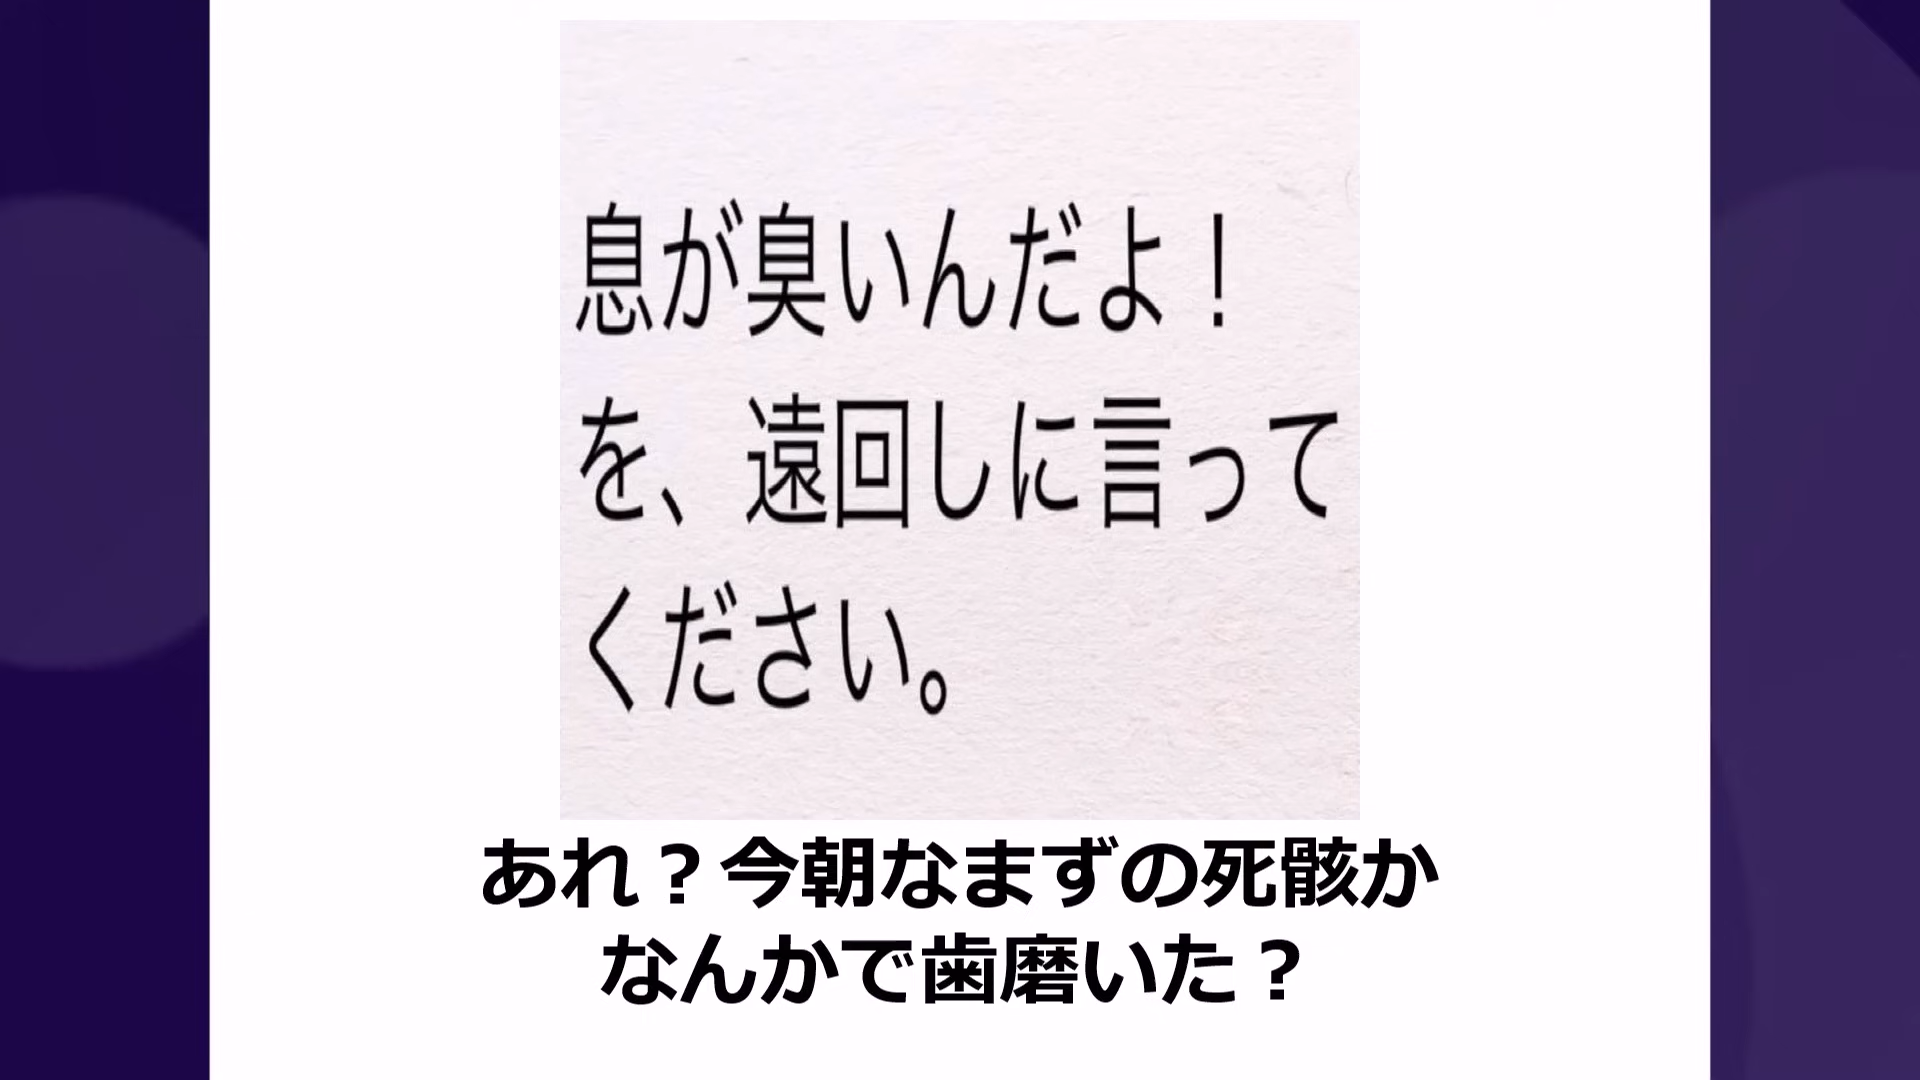 息が臭いんだよ！
を、遠回しに言って
ください。
あれ？今朝なまずの死骸か
なんかで歯磨いた？